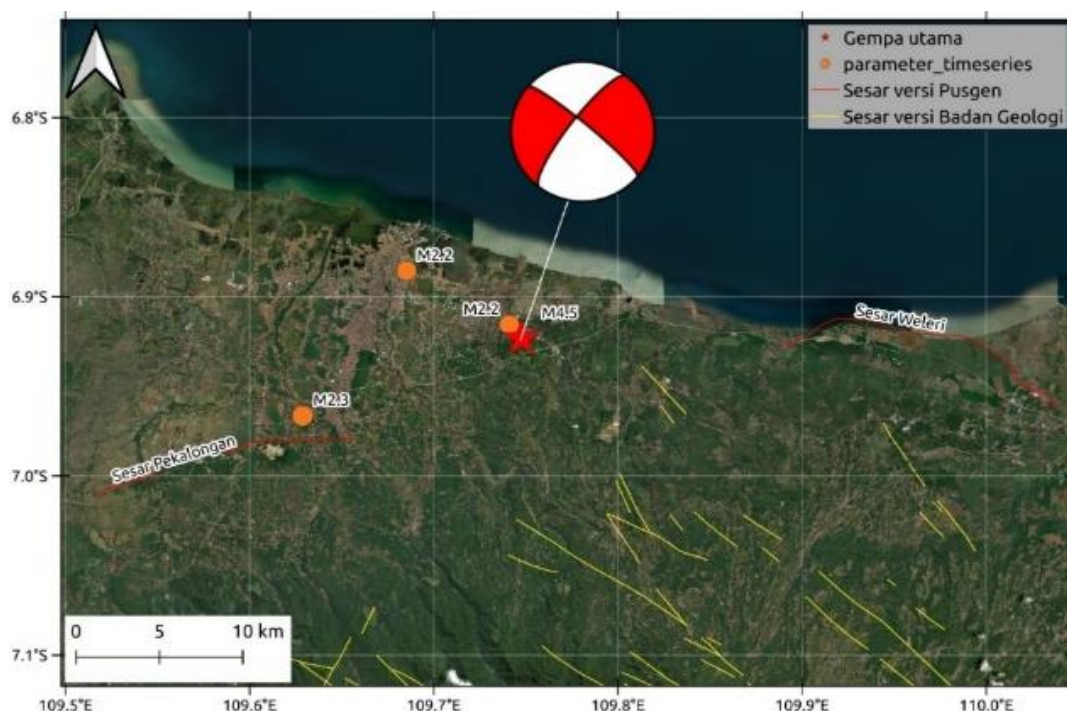 Gempa utama
parameter_timeseries
Sesar versi Pusgen
Sesar versi Badan Geologi
6.8°S
M2.2
6.9°S
M2.2
M4.5
Sesar Weleri
M2.3
Sesar Pekalongan
7.0°S
0 5 10 km
7.1°S
109.5°E 109.6°E 109.7°E 109.8°E 109.9°E 110.0°E